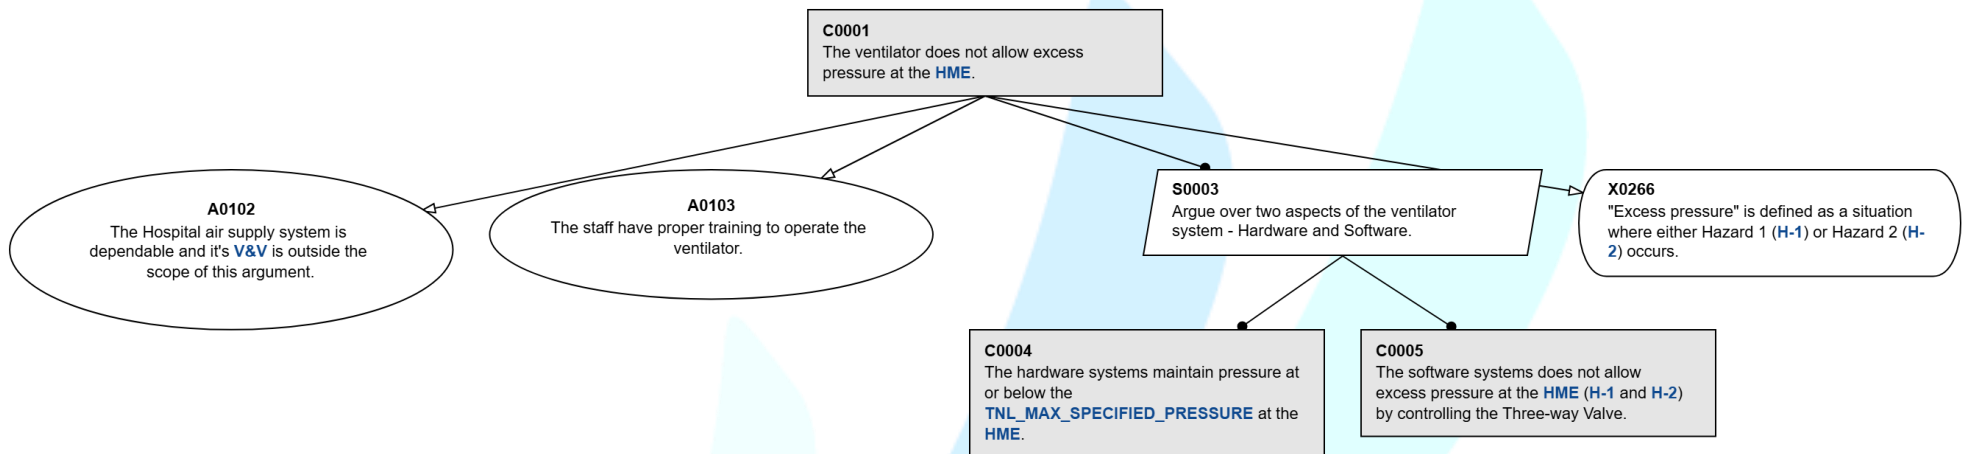 C0001
The ventilator does not allow excess
pressure at the HME.
A0102
The Hospital air supply system is
dependable and it's V&V is outside the
scope of this argument.
A0103
The staff have proper training to operate the
ventilator.
S0003
Argue over two aspects of the ventilator
system - Hardware and Software.
X0266
"Excess pressure" is defined as a situation
where either Hazard 1 (H-1) or Hazard 2 (H-
2) occurs.
C0004
The hardware systems maintain pressure at
or below the
TNL_MAX_SPECIFIED_PRESSURE at the
HME.
C0005
The software systems does not allow
excess pressure at the HME (H-1 and H-2)
by controlling the Three-way Valve.